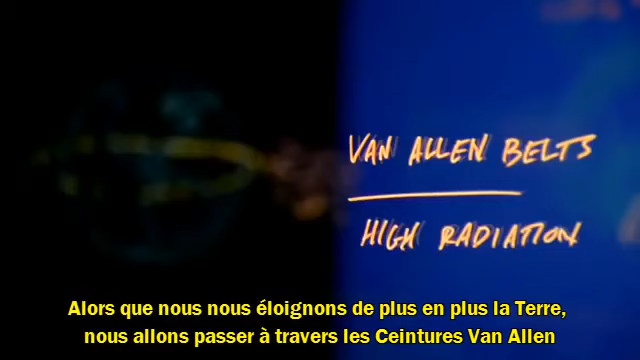 VAN ALLEN BELTS
HIGH RADIATION
Alors que nous nous éloignons de plus en plus la Terre,
nous allons passer à travers les Ceintures Van Allen